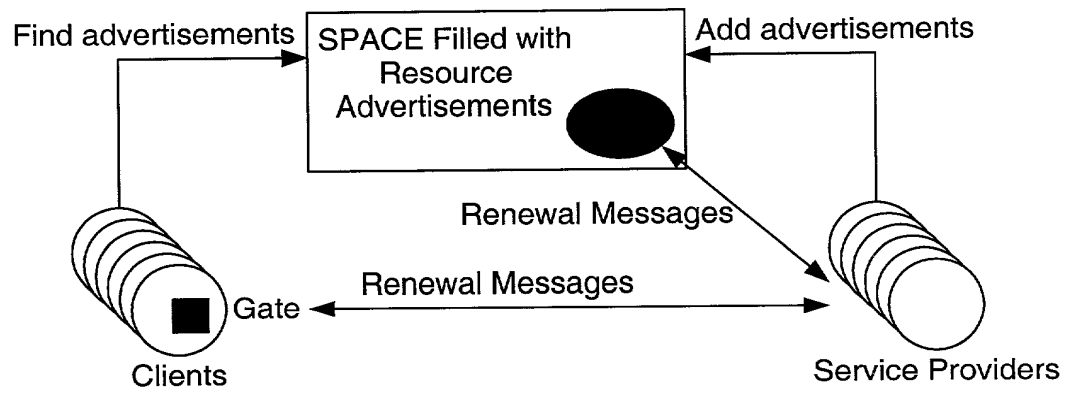 Find advertisements
SPACE Filled with
Resource
Advertisements
Add advertisements
Renewal Messages
Renewal Messages
Gate
Clients
Service Providers